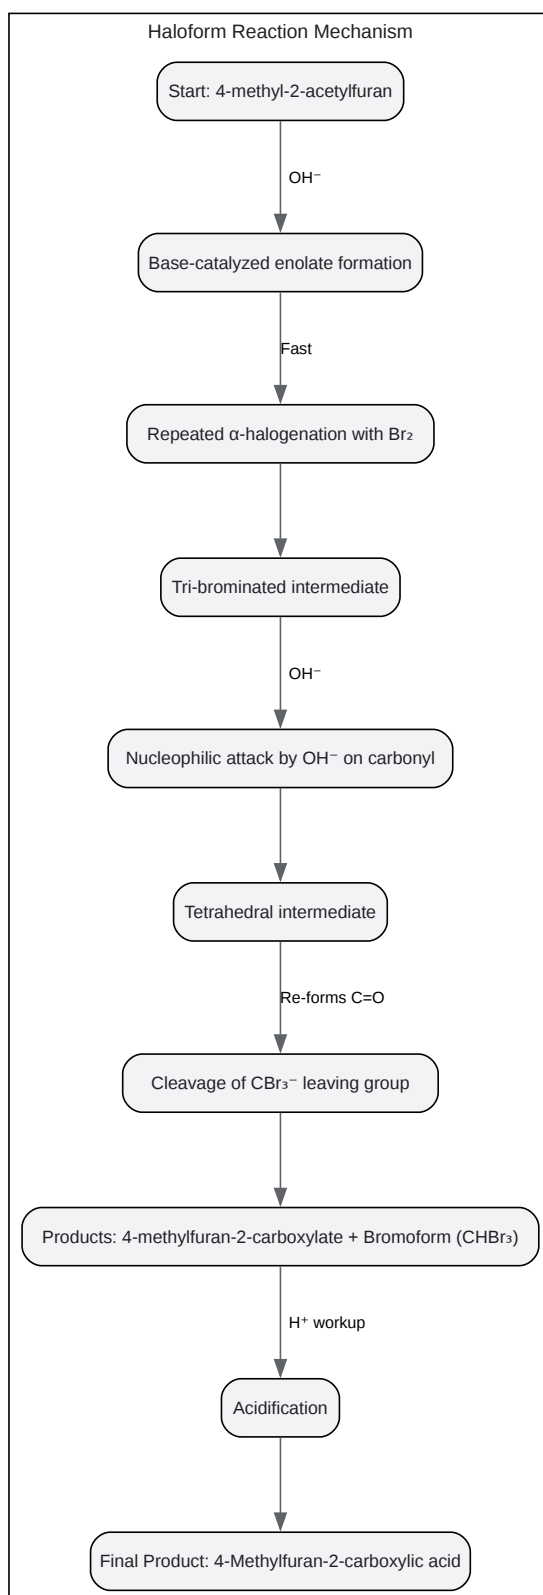 Haloform Reaction Mechanism
Start: 4-methyl-2-acetylfuran
OH⁻
Base-catalyzed enolate formation
Fast
Repeated α-halogenation with Br₂
Tri-brominated intermediate
OH⁻
Nucleophilic attack by OH⁻ on carbonyl
Tetrahedral intermediate
Re-forms C=O
Cleavage of CBr₃⁻ leaving group
Products: 4-methylfuran-2-carboxylate + Bromoform (CHBr₃)
H⁺ workup
Acidification
Final Product: 4-Methylfuran-2-carboxylic acid